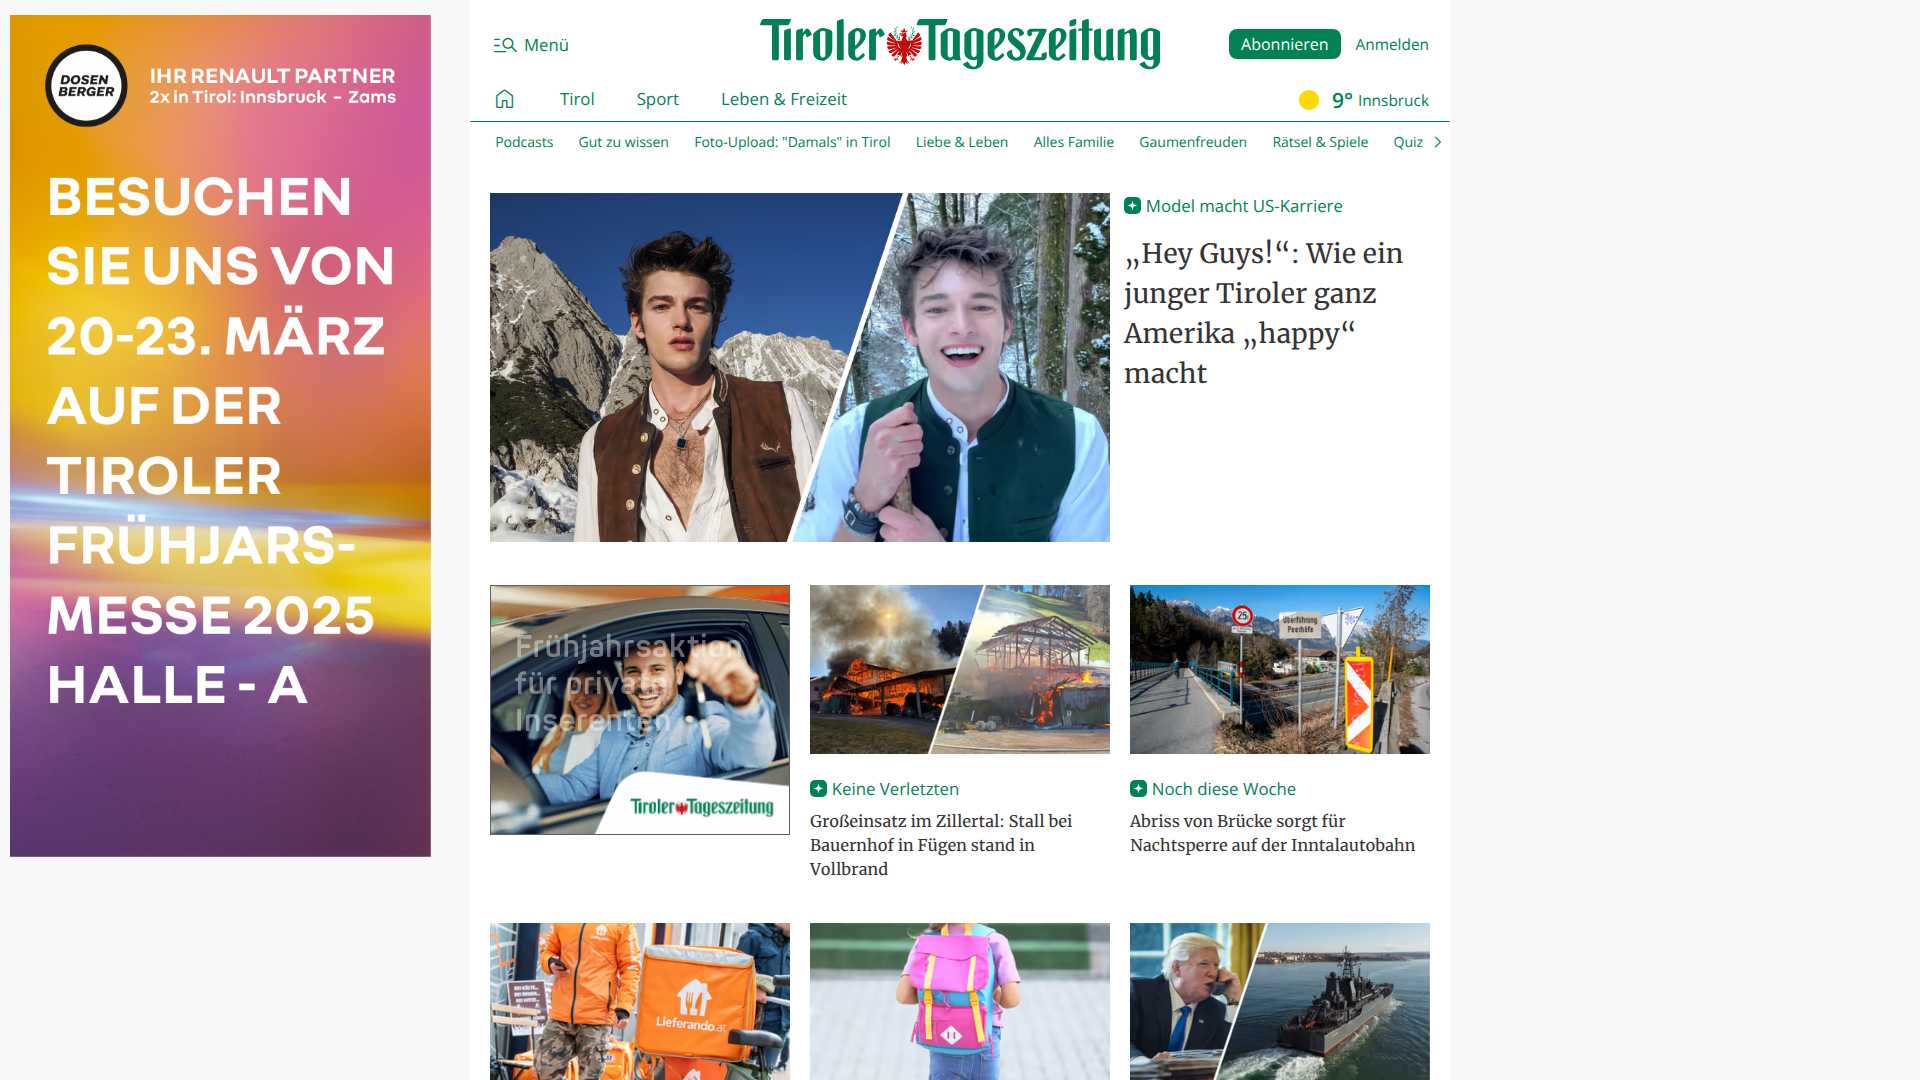 DOSEN
BERGER
IHR RENAULT PARTNER
2x in Tirol: Innsbruck - Zams
BESUCHEN
SIE UNS VON
20-23. MÄRZ
AUF DER
TIROLER
FRÜHJARS-
MESSE 2025
HALLE - A
Menü
Tiroler Tageszeitung
Abonnieren
Anmelden
Tirol
Sport
Leben & Freizeit
9° Innsbruck
Podcasts
Gut zu wissen
Foto-Upload: "Damals" in Tirol
Liebe & Leben
Alles Familie
Gaumenfreuden
Rätsel & Spiele
Quiz
Model macht US-Karriere
„Hey Guys!“: Wie ein
junger Tiroler ganz
Amerika „happy“
macht
Frühjahrsaktion
für private
Inserenten
Tiroler Tageszeitung
Keine Verletzten
Großeinsatz im Zillertal: Stall bei
Bauernhof in Fügen stand in
Vollbrand
25
Überführung
Peerhöfe
Noch diese Woche
Abriss von Brücke sorgt für
Nachtsperre auf der Inntalautobahn
Lieferando.at